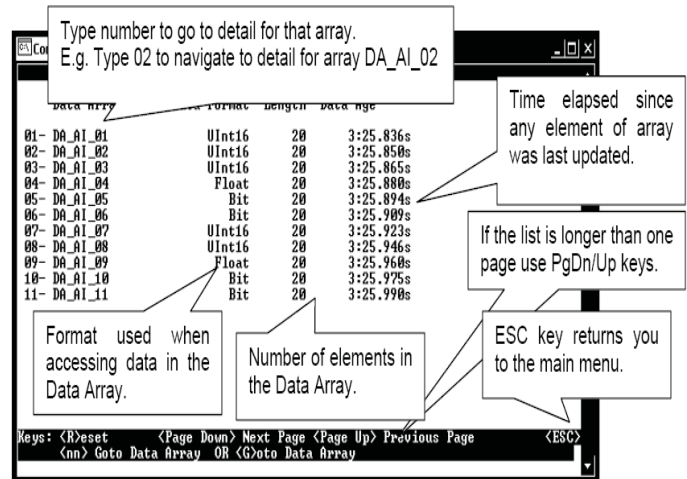 Type number to go to detail for that array.
E.g. Type 02 to navigate to detail for array DA_AI_02
Length Data Age
01- DA_AI_01 UInt16 20 3:25.836s
02- DA_AI_02 UInt16 20 3:25.850s
03- DA_AI_03 UInt16 20 3:25.865s
04- DA_AI_04 Float 20 3:25.880s
05- DA_AI_05 Bit 20 3:25.894s
06- DA_AI_06 Bit 20 3:25.909s
07- DA_AI_07 UInt16 20 3:25.923s
08- DA_AI_08 UInt16 20 3:25.946s
09- DA_AI_09 Float 20 3:25.960s
10- DA_AI_10 Bit 20 3:25.975s
11- DA_AI_11 Bit 20 3:25.990s
Time elapsed since
any element of array
was last updated.
If the list is longer than one
page use PgDn/Up keys.
Format used when
accessing data in the
Data Array.
Number of elements in
the Data Array.
ESC key returns you
to the main menu.
Keys: <R>eset <Page Down> Next Page <Page Up> Previous Page <ESC>
<nn> Goto Data Array OR <G>oto Data Array